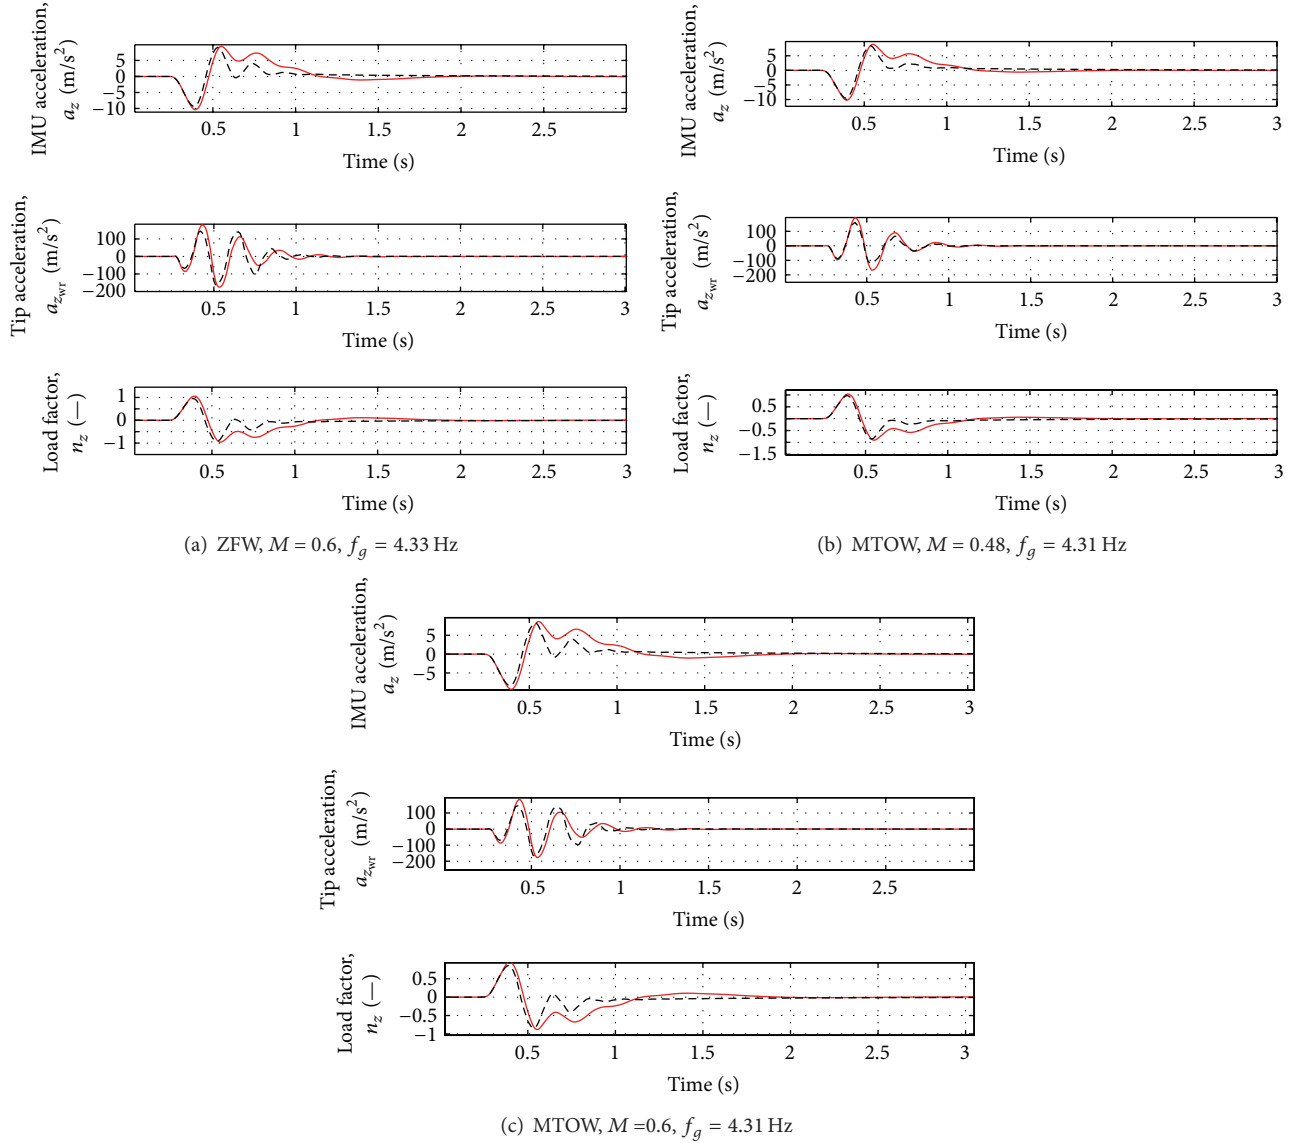 IMU acceleration,
a_z (m/s²)
5
0
−5
−10
0.5 1 1.5 2 2.5
Time (s)
Tip acceleration,
a_z_wr (m/s²)
100
0
−100
−200
0.5 1 1.5 2 2.5 3
Time (s)
Load factor,
n_z (—)
1
0
−1
0.5 1 1.5 2 2.5 3
Time (s)
(a) ZFW, M = 0.6, f_g = 4.33 Hz
IMU acceleration,
a_z (m/s²)
5
0
−5
−10
0.5 1 1.5 2 2.5 3
Time (s)
Tip acceleration,
a_z_wr (m/s²)
100
0
−100
−200
0.5 1 1.5 2 2.5 3
Time (s)
Load factor,
n_z (—)
0.5
−0.5
−1.5
0.5 1 1.5 2 2.5 3
Time (s)
(b) MTOW, M = 0.48, f_g = 4.31 Hz
IMU acceleration,
a_z (m/s²)
5
0
−5
0.5 1 1.5 2 2.5 3
Time (s)
Tip acceleration,
a_z_wr (m/s²)
100
0
−100
−200
0.5 1 1.5 2 2.5
Time (s)
Load factor,
n_z (—)
0.5
0
−0.5
−1
0.5 1 1.5 2 2.5 3
Time (s)
(c) MTOW, M =0.6, f_g = 4.31 Hz